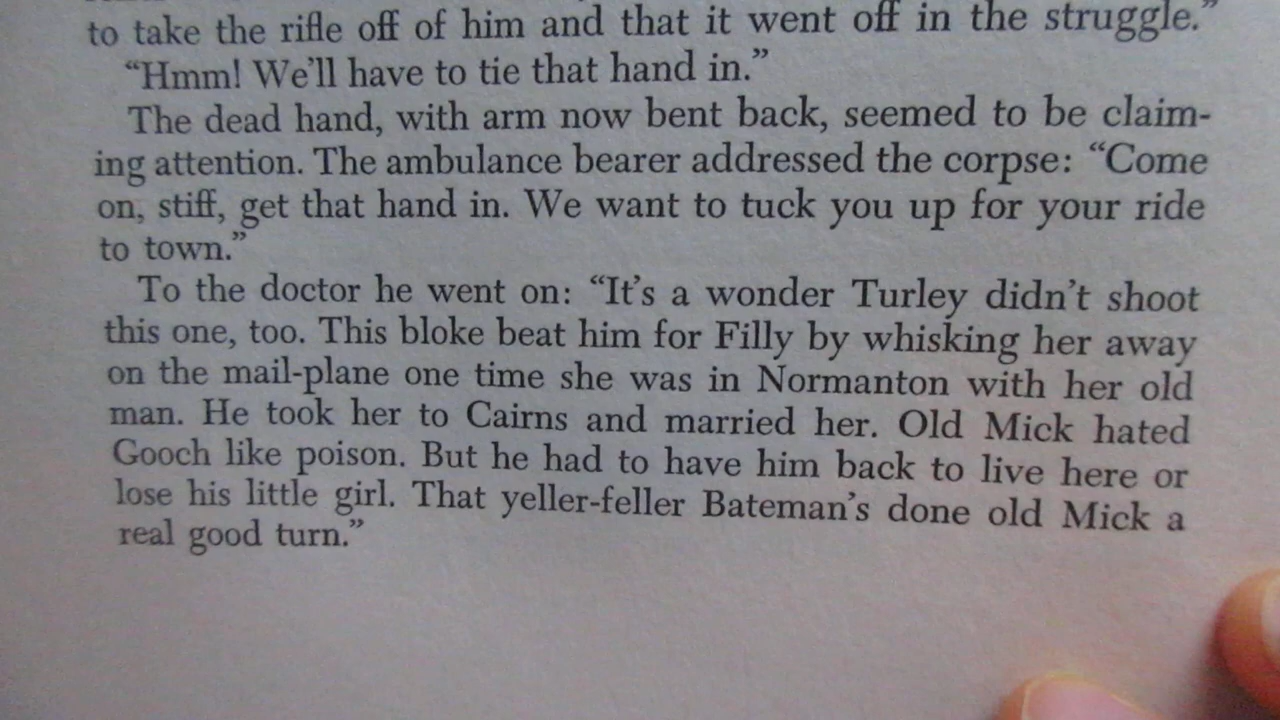 to take the rifle off of him and that it went off in the struggle.”
“Hmm! We’ll have to tie that hand in.”
The dead hand, with arm now bent back, seemed to be claim-
ing attention. The ambulance bearer addressed the corpse: “Come
on, stiff, get that hand in. We want to tuck you up for your ride
to town.”
To the doctor he went on: “It’s a wonder Turley didn’t shoot
this one, too. This bloke beat him for Filly by whisking her away
on the mail-plane one time she was in Normanton with her old
man. He took her to Cairns and married her. Old Mick hated
Gooch like poison. But he had to have him back to live here or
lose his little girl. That yeller-feller Bateman’s done old Mick a
real good turn.”